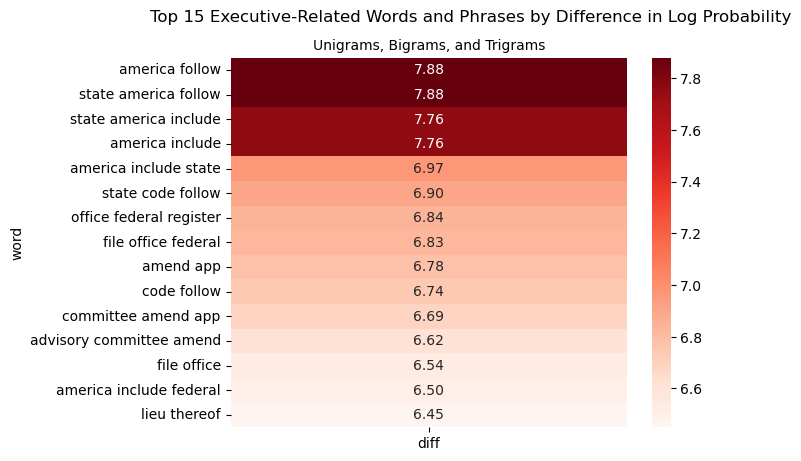 Top 15 Executive-Related Words and Phrases by Difference in Log Probability
Unigrams, Bigrams, and Trigrams
america follow 7.88
state america follow 7.88
state america include 7.76
america include 7.76
america include state 6.97
state code follow 6.90
office federal register 6.84
file office federal 6.83
amend app 6.78
code follow 6.74
committee amend app 6.69
advisory committee amend 6.62
file office 6.54
america include federal 6.50
lieu thereof 6.45
word
diff
7.8
7.6
7.4
7.2
7.0
6.8
6.6